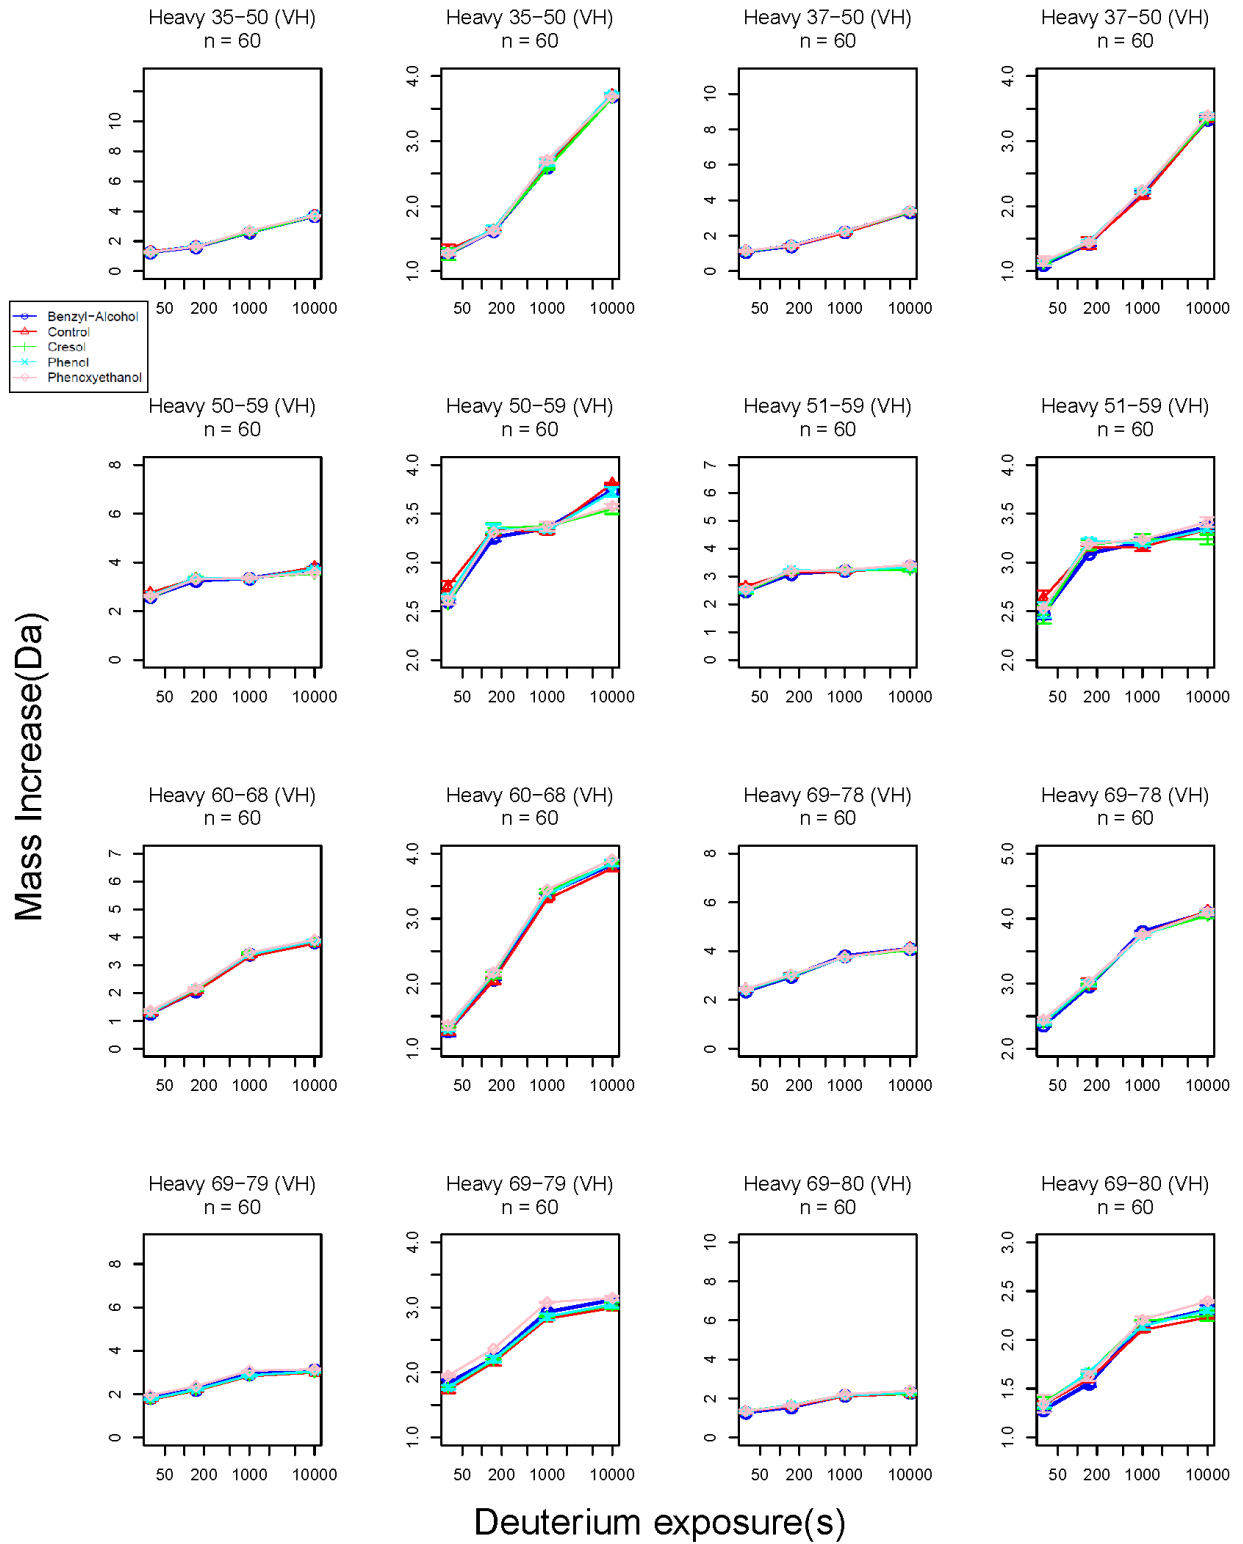 Heavy 35−50 (VH)
n = 60
Heavy 35−50 (VH)
n = 60
Heavy 37−50 (VH)
n = 60
Heavy 37−50 (VH)
n = 60
0 2 4 6 8 10
1.0 2.0 3.0 4.0
0 2 4 6 8 10
1.0 2.0 3.0 4.0
50 200 1000 10000
50 200 1000 10000
50 200 1000 10000
50 200 1000 10000
Benzyl−Alcohol
Control
Cresol
Phenol
Phenoxyethanol
Heavy 50−59 (VH)
n = 60
Heavy 50−59 (VH)
n = 60
Heavy 51−59 (VH)
n = 60
Heavy 51−59 (VH)
n = 60
0 2 4 6 8
2.0 2.5 3.0 3.5 4.0
0 1 2 3 4 5 6 7
2.0 2.5 3.0 3.5 4.0
50 200 1000 10000
50 200 1000 10000
50 200 1000 10000
50 200 1000 10000
Mass Increase(Da)
Heavy 60−68 (VH)
n = 60
Heavy 60−68 (VH)
n = 60
Heavy 69−78 (VH)
n = 60
Heavy 69−78 (VH)
n = 60
0 1 2 3 4 5 6 7
1.0 2.0 3.0 4.0
0 2 4 6 8
2.0 3.0 4.0 5.0
50 200 1000 10000
50 200 1000 10000
50 200 1000 10000
50 200 1000 10000
Heavy 69−79 (VH)
n = 60
Heavy 69−79 (VH)
n = 60
Heavy 69−80 (VH)
n = 60
Heavy 69−80 (VH)
n = 60
0 2 4 6 8
1.0 2.0 3.0 4.0
0 2 4 6 8 10
1.0 1.5 2.0 2.5 3.0
50 200 1000 10000
50 200 1000 10000
50 200 1000 10000
50 200 1000 10000
Deuterium exposure(s)